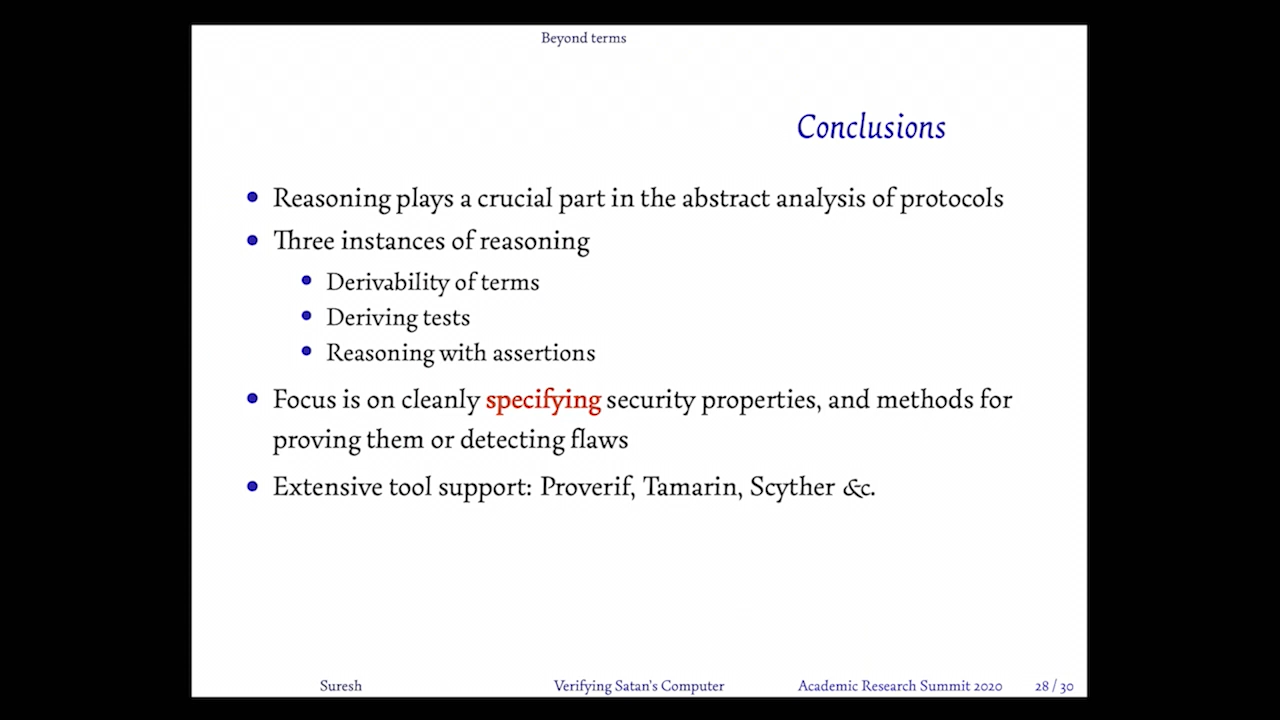 Beyond terms
Conclusions
• Reasoning plays a crucial part in the abstract analysis of protocols
• Three instances of reasoning
• Derivability of terms
• Deriving tests
• Reasoning with assertions
• Focus is on cleanly specifying security properties, and methods for
proving them or detecting flaws
• Extensive tool support: Proverif, Tamarin, Scyther &c.
Suresh Verifying Satan's Computer Academic Research Summit 2020 28 / 30